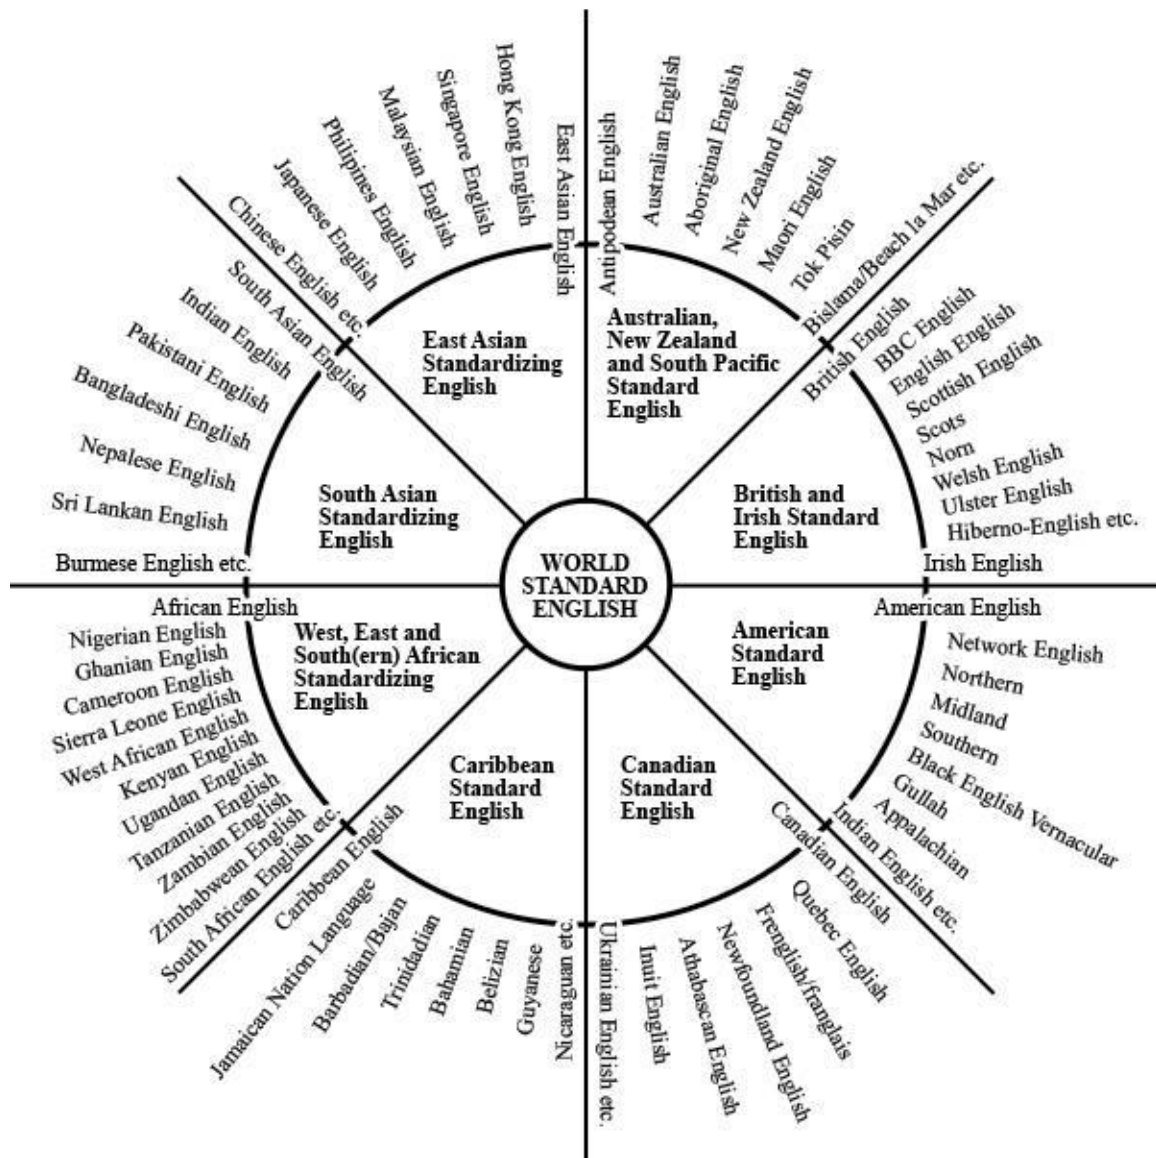 WORLD
STANDARD
ENGLISH
Australian,
New Zealand
and South Pacific
Standard
English
Antipodean English
Australian English
Aboriginal English
New Zealand English
Maori English
Tok Pisin
Bislama/Beach la Mar etc.
British and
Irish Standard
English
British English
BBC English
English English
Scottish English
Scots
Norn
Welsh English
Ulster English
Hiberno-English etc.
Irish English
American
Standard
English
American English
Network English
Northern
Midland
Southern
Black English Vernacular
Gullah
Appalachian
Indian English etc.
Canadian
Standard
English
Canadian English
Quebec English
Frenglish/franglais
Newfoundland English
Athabascan English
Inuit English
Ukrainian English etc.
Caribbean
Standard
English
Caribbean English
Jamaican Nation Language
Barbadian/Bajan
Trinidadian
Bahamian
Belizian
Guyanese
Nicaraguan etc.
West, East and
South(ern) African
Standardizing
English
African English
Nigerian English
Ghanian English
Cameroon English
Sierra Leone English
West African English
Kenyan English
Ugandan English
Tanzanian English
Zambian English
Zimbabwean English
South African English etc.
South Asian
Standardizing
English
South Asian English
Indian English
Pakistani English
Bangladeshi English
Nepalese English
Sri Lankan English
Burmese English etc.
East Asian
Standardizing
English
East Asian English
Hong Kong English
Singapore English
Malaysian English
Philipines English
Japanese English
Chinese English etc.